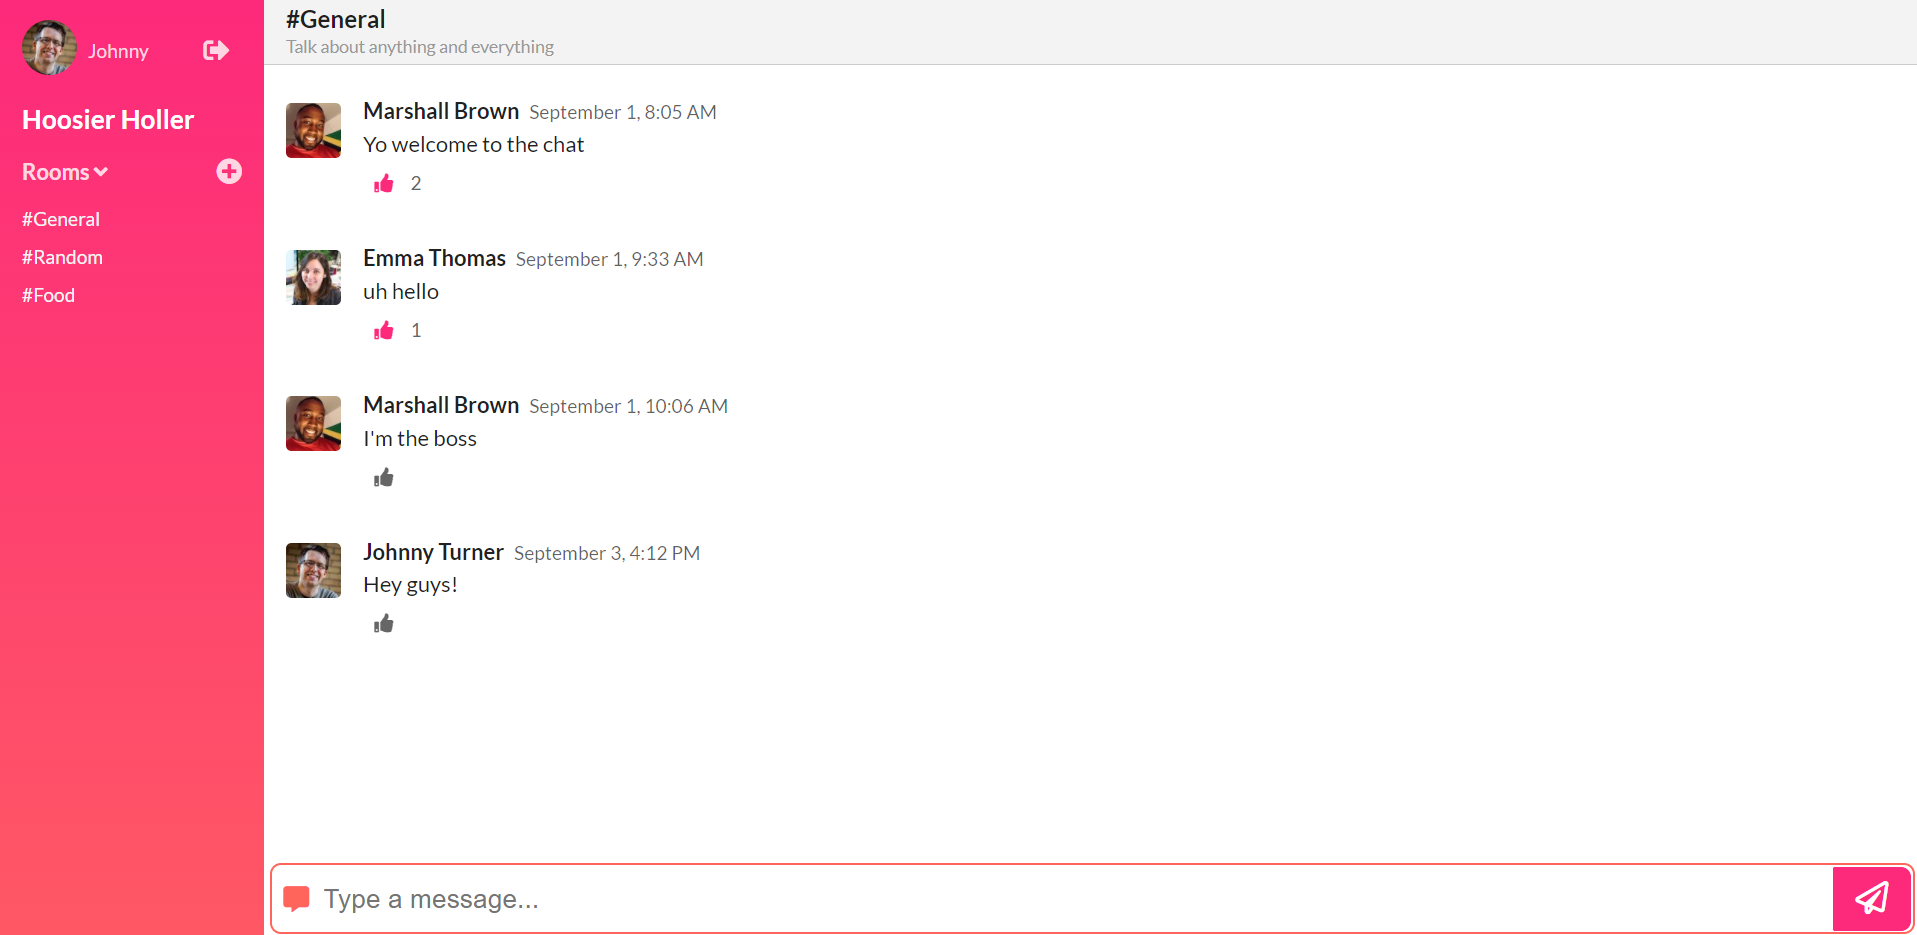 Johnny
Hoosier Holler
Rooms
#General
#Random
#Food
#General
Talk about anything and everything
Marshall Brown September 1, 8:05 AM
Yo welcome to the chat
2
Emma Thomas September 1, 9:33 AM
uh hello
1
Marshall Brown September 1, 10:06 AM
I'm the boss
Johnny Turner September 3, 4:12 PM
Hey guys!
Type a message...